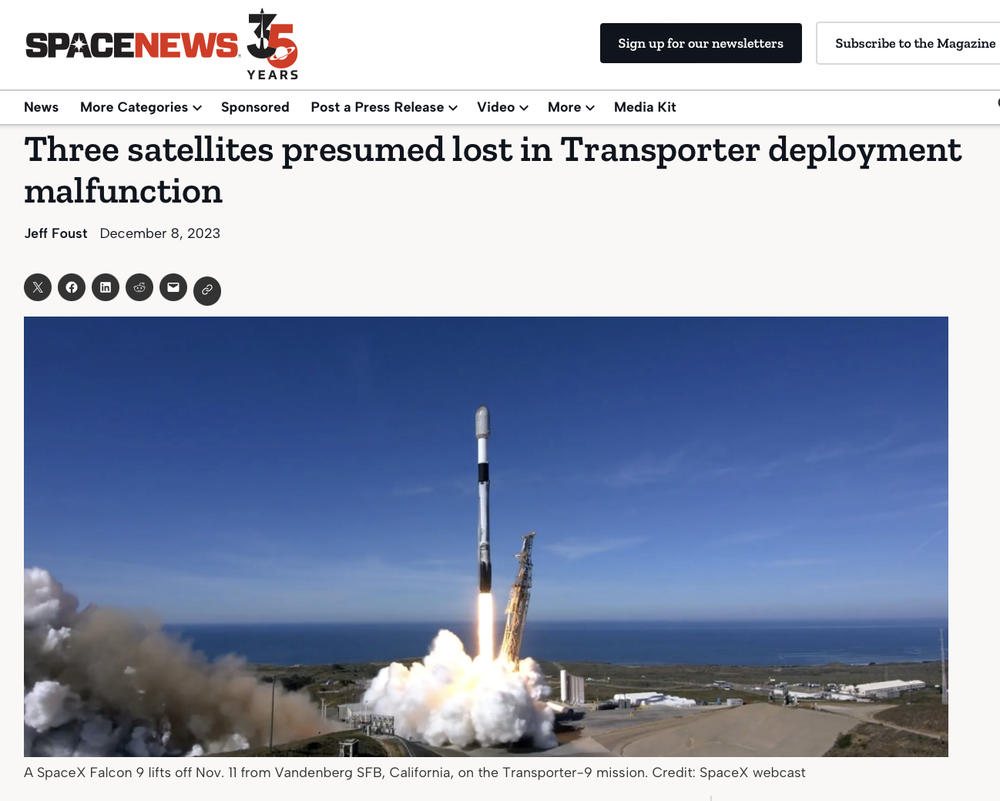 SPACENEWS
35
YEARS
Sign up for our newsletters
Subscribe to the Magazine
News More Categories Sponsored Post a Press Release Video More Media Kit
Three satellites presumed lost in Transporter deployment
malfunction
Jeff Foust December 8, 2023
A SpaceX Falcon 9 lifts off Nov. 11 from Vandenberg SFB, California, on the Transporter-9 mission. Credit: SpaceX webcast